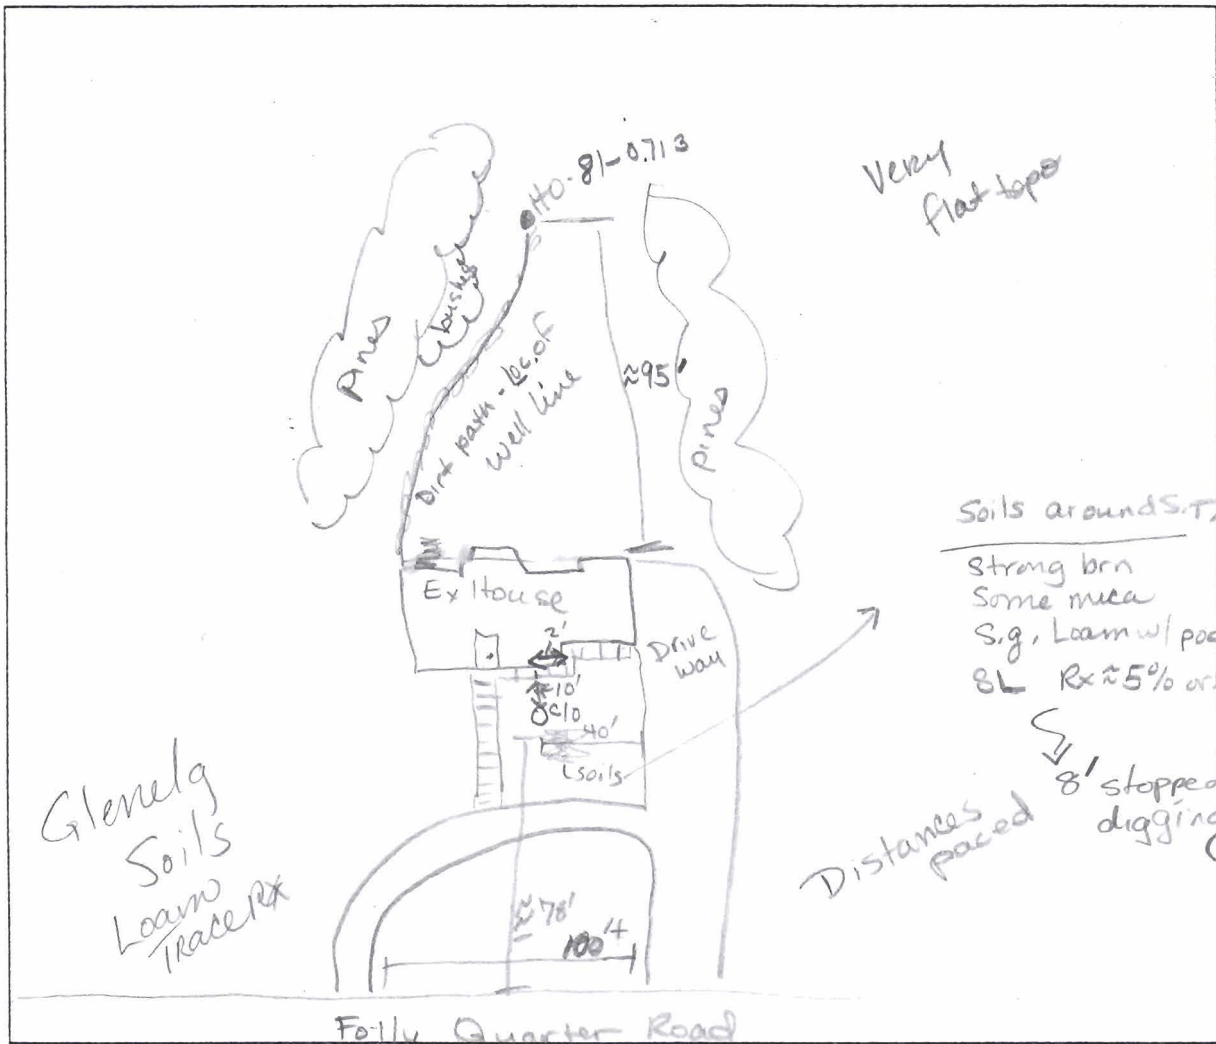 HO-81-0713
Very
flat topo
Pines
bushes
Dirt path - Loc. of
well line
≈95'
Pines
Soils around S.T.
Strong brn
Some mica
S.g. Loam w/
8L Rx ≈ 5%
8' stopped
digging
Ex House
2'
Drive
way
≈10'
c/o
40'
soils
Glenelg
Soils
Loam
Trace Rx
Distances
paced
≈78'
100'±
Folly Quarter Road